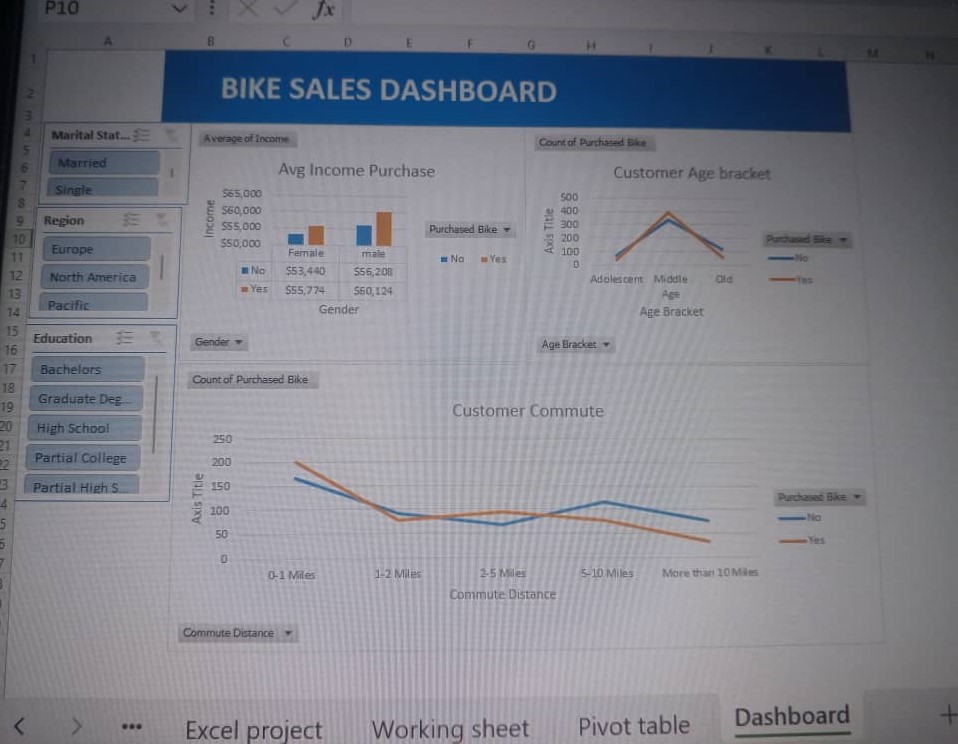 P10
fx
A B C D E F G H I J K L M N
1
2
3
4
5
6
7
8
9
10
11
12
13
14
15
16
17
18
19
20
21
22
BIKE SALES DASHBOARD
Marital Stat...
Married
Single
Region
Europe
North America
Pacific
Education
Bachelors
Graduate Deg...
High School
Partial College
Partial High S...
Average of Income
Avg Income Purchase
Income
$65,000
$60,000
$55,000
$50,000
Female male
No $53,440 $56,208
Yes $55,774 $60,124
Gender
Purchased Bike
No Yes
Gender
Count of Purchased Bike
Customer Age bracket
Axis Title
500
400
300
200
100
0
Adolescent Middle Age Old
Age Bracket
Purchased Bike
No
Yes
Age Bracket
Count of Purchased Bike
Customer Commute
Axis Title
250
200
150
100
50
0
0-1 Miles 1-2 Miles 2-5 Miles 5-10 Miles More than 10 Miles
Commute Distance
Purchased Bike
No
Yes
Commute Distance
Excel project Working sheet Pivot table Dashboard